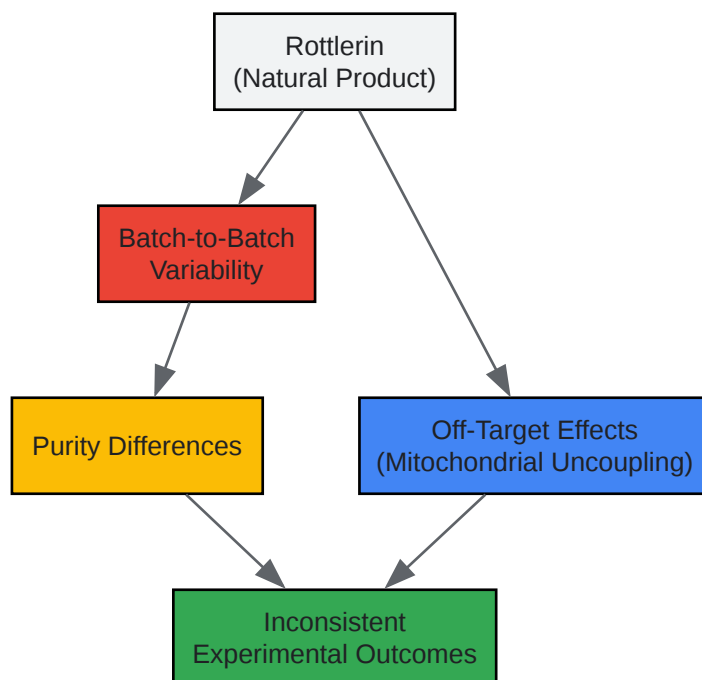 Rottlerin
(Natural Product)
Batch-to-Batch
Variability
Purity Differences
Off-Target Effects
(Mitochondrial Uncoupling)
Inconsistent
Experimental Outcomes